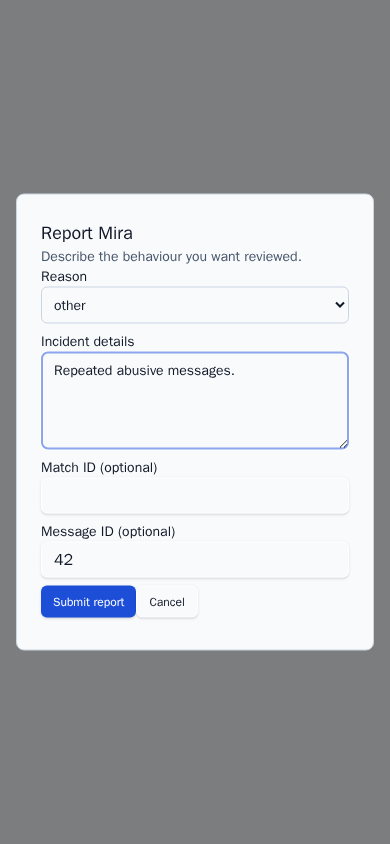 Report Mira
Describe the behaviour you want reviewed.
Reason
other
Incident details
Repeated abusive messages.
Match ID (optional)
Message ID (optional)
42
Submit report
Cancel